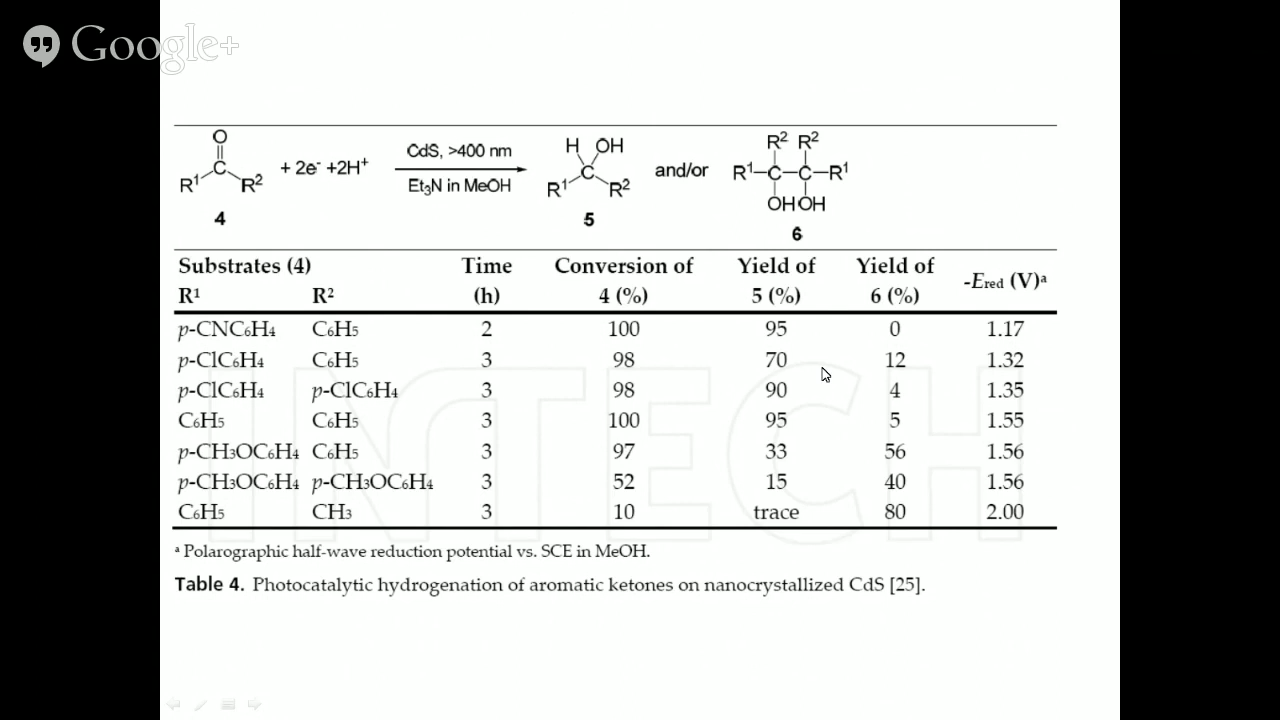 Google+
O
C
R¹ R²
4
+ 2e⁻ +2H⁺
CdS, >400 nm
Et₃N in MeOH
H OH
C
R¹ R²
5
and/or
R² R²
R¹–C–C–R¹
OH OH
6
Substrates (4) Time Conversion of Yield of Yield of -Ered (V)ᵃ
R¹ R² (h) 4 (%) 5 (%) 6 (%)
p-CNC₆H₄ C₆H₅ 2 100 95 0 1.17
p-ClC₆H₄ C₆H₅ 3 98 70 12 1.32
p-ClC₆H₄ p-ClC₆H₄ 3 98 90 4 1.35
C₆H₅ C₆H₅ 3 100 95 5 1.55
p-CH₃OC₆H₄ C₆H₅ 3 97 33 56 1.56
p-CH₃OC₆H₄ p-CH₃OC₆H₄ 3 52 15 40 1.56
C₆H₅ CH₃ 3 10 trace 80 2.00
INTECH
ᵃ Polarographic half-wave reduction potential vs. SCE in MeOH.
Table 4. Photocatalytic hydrogenation of aromatic ketones on nanocrystallized CdS [25].